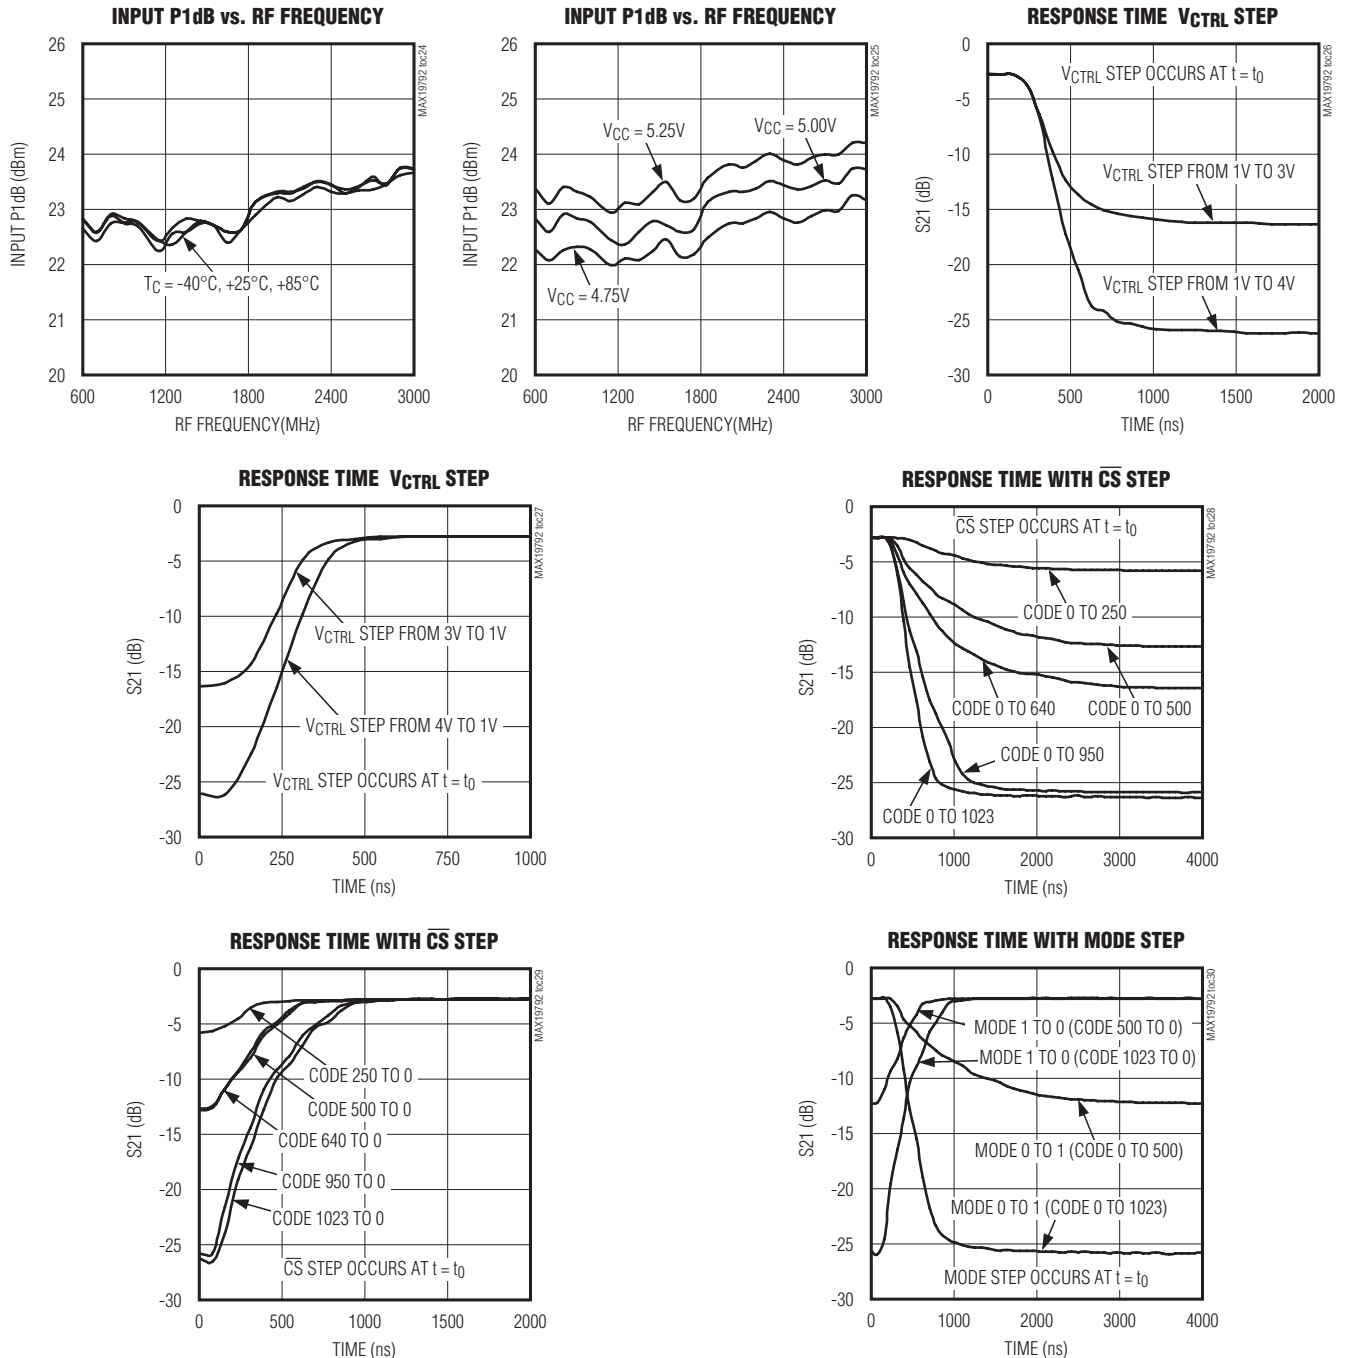 INPUT P1dB vs. RF FREQUENCY
26
25
24
23
22
21
20
INPUT P1dB (dBm)
TC = -40°C, +25°C, +85°C
600
1200
1800
2400
3000
RF FREQUENCY(MHz)
MAX19792 toc24
INPUT P1dB vs. RF FREQUENCY
26
25
24
23
22
21
20
INPUT P1dB (dBm)
VCC = 5.25V
VCC = 5.00V
VCC = 4.75V
600
1200
1800
2400
3000
RF FREQUENCY(MHz)
MAX19792 toc25
RESPONSE TIME VCTRL STEP
0
-5
-10
-15
-20
-25
-30
S21 (dB)
VCTRL STEP OCCURS AT t = t0
VCTRL STEP FROM 1V TO 3V
VCTRL STEP FROM 1V TO 4V
0
500
1000
1500
2000
TIME (ns)
MAX19792 toc26
RESPONSE TIME VCTRL STEP
0
-5
-10
-15
-20
-25
-30
S21 (dB)
VCTRL STEP FROM 3V TO 1V
VCTRL STEP FROM 4V TO 1V
VCTRL STEP OCCURS AT t = t0
0
250
500
750
1000
TIME (ns)
MAX19792 toc27
RESPONSE TIME WITH C̅S̅ STEP
0
-5
-10
-15
-20
-25
-30
S21 (dB)
C̅S̅ STEP OCCURS AT t = t0
CODE 0 TO 250
CODE 0 TO 640
CODE 0 TO 500
CODE 0 TO 950
CODE 0 TO 1023
0
1000
2000
3000
4000
TIME (ns)
MAX19792 toc28
RESPONSE TIME WITH C̅S̅ STEP
0
-5
-10
-15
-20
-25
-30
S21 (dB)
CODE 250 TO 0
CODE 500 TO 0
CODE 640 TO 0
CODE 950 TO 0
CODE 1023 TO 0
C̅S̅ STEP OCCURS AT t = t0
0
500
1000
1500
2000
TIME (ns)
MAX19792 toc29
RESPONSE TIME WITH MODE STEP
0
-5
-10
-15
-20
-25
-30
S21 (dB)
MODE 1 TO 0 (CODE 500 TO 0)
MODE 1 TO 0 (CODE 1023 TO 0)
MODE 0 TO 1 (CODE 0 TO 500)
MODE 0 TO 1 (CODE 0 TO 1023)
MODE STEP OCCURS AT t = t0
0
1000
2000
3000
4000
TIME (ns)
MAX19792 toc30